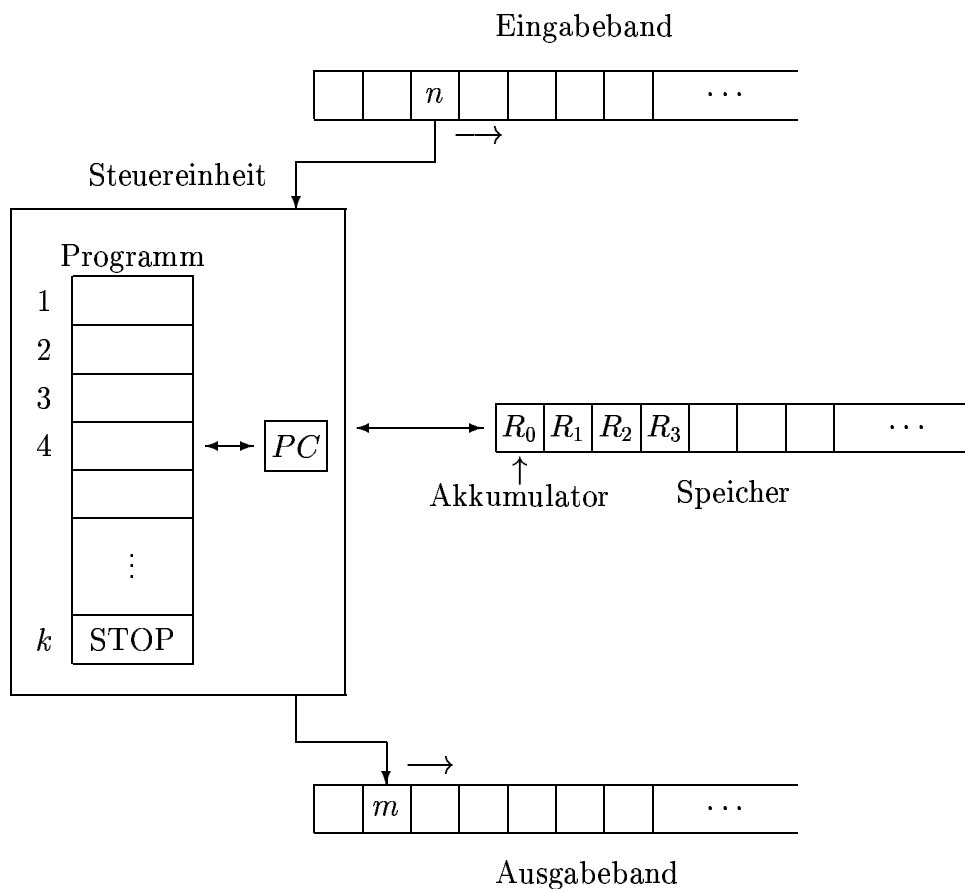 Eingabeband
n
· · ·
Steuereinheit
Programm
1
2
3
4
PC
R₀ R₁ R₂ R₃ · · ·
Akkumulator
Speicher
⋮
k STOP
m
· · ·
Ausgabeband